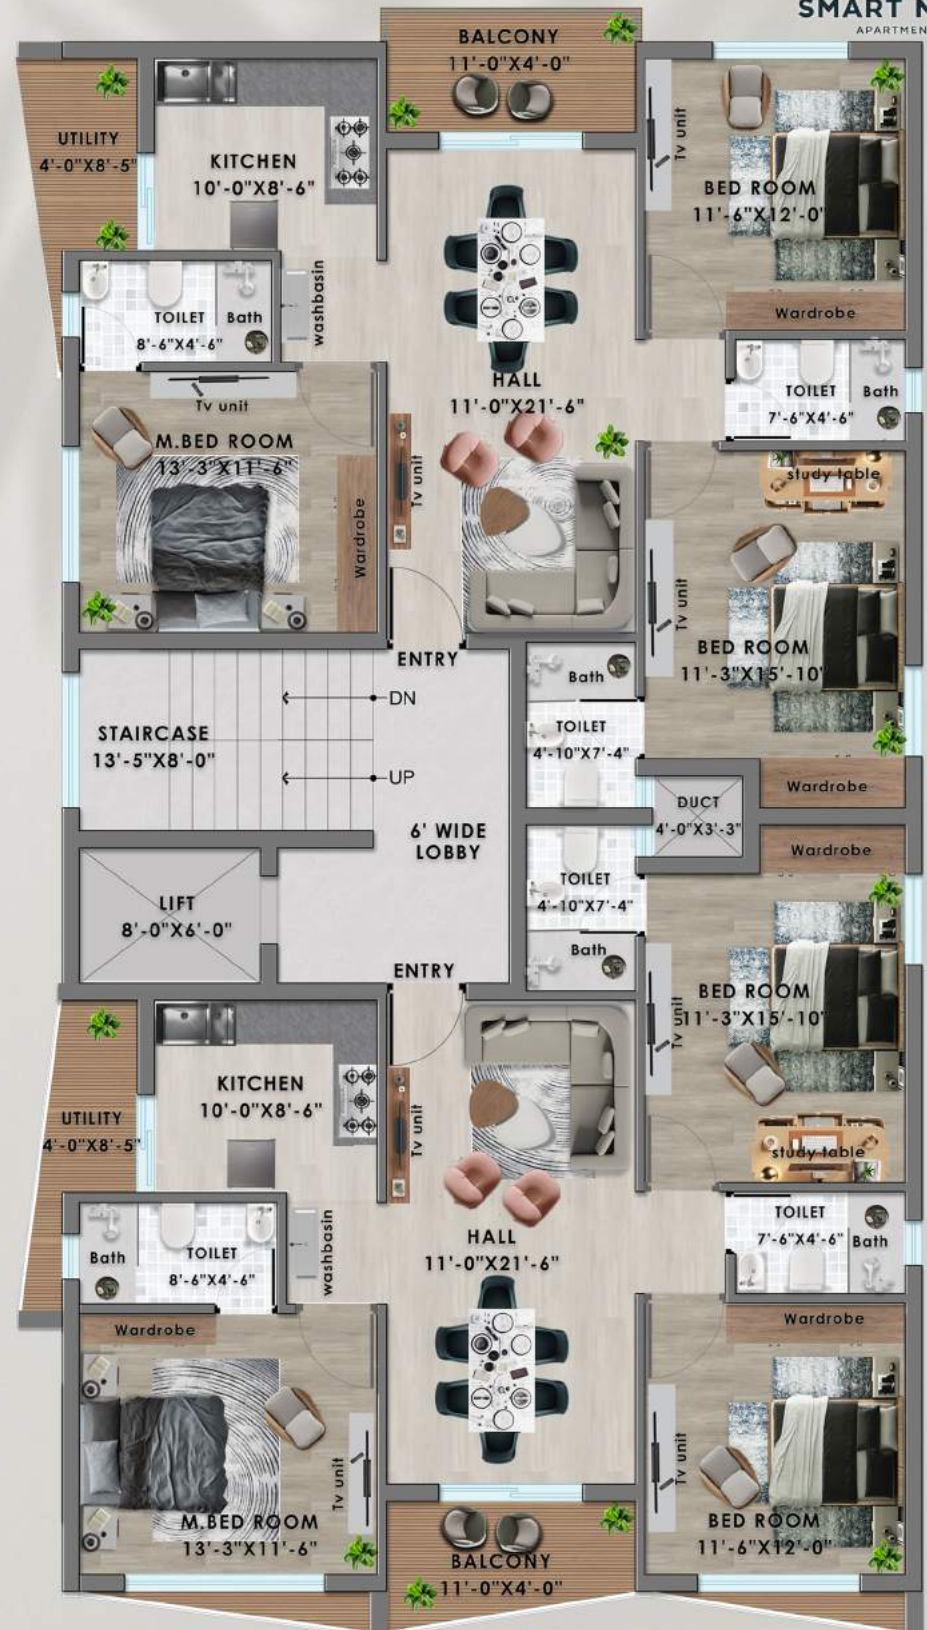 SMART N
APARTMEN
BALCONY
11'-0"X4'-0"
UTILITY
4'-0"X8'-5"
KITCHEN
10'-0"X8'-6"
Tv unit
BED ROOM
11'-6"X12'-0"
washbasin
TOILET
8'-6"X4'-6"
Bath
Wardrobe
Tv unit
HALL
11'-0"X21'-6"
TOILET
7'-6"X4'-6"
Bath
M.BED ROOM
13'-3"X11'-6"
Tv unit
study table
Wardrobe
Tv unit
BED ROOM
11'-3"X15'-10"
ENTRY
DN
Bath
STAIRCASE
13'-5"X8'-0"
TOILET
4'-10"X7'-4"
UP
Wardrobe
DUCT
4'-0"X3'-3"
6' WIDE
LOBBY
Wardrobe
TOILET
4'-10"X7'-4"
LIFT
8'-0"X6'-0"
Bath
ENTRY
BED ROOM
11'-3"X15'-10"
Tv unit
KITCHEN
10'-0"X8'-6"
UTILITY
4'-0"X8'-5"
Tv unit
study table
TOILET
7'-6"X4'-6"
Bath
HALL
11'-0"X21'-6"
washbasin
Bath
TOILET
8'-6"X4'-6"
Wardrobe
Wardrobe
Tv unit
Tv unit
M.BED ROOM
13'-3"X11'-6"
BED ROOM
11'-6"X12'-0"
BALCONY
11'-0"X4'-0"